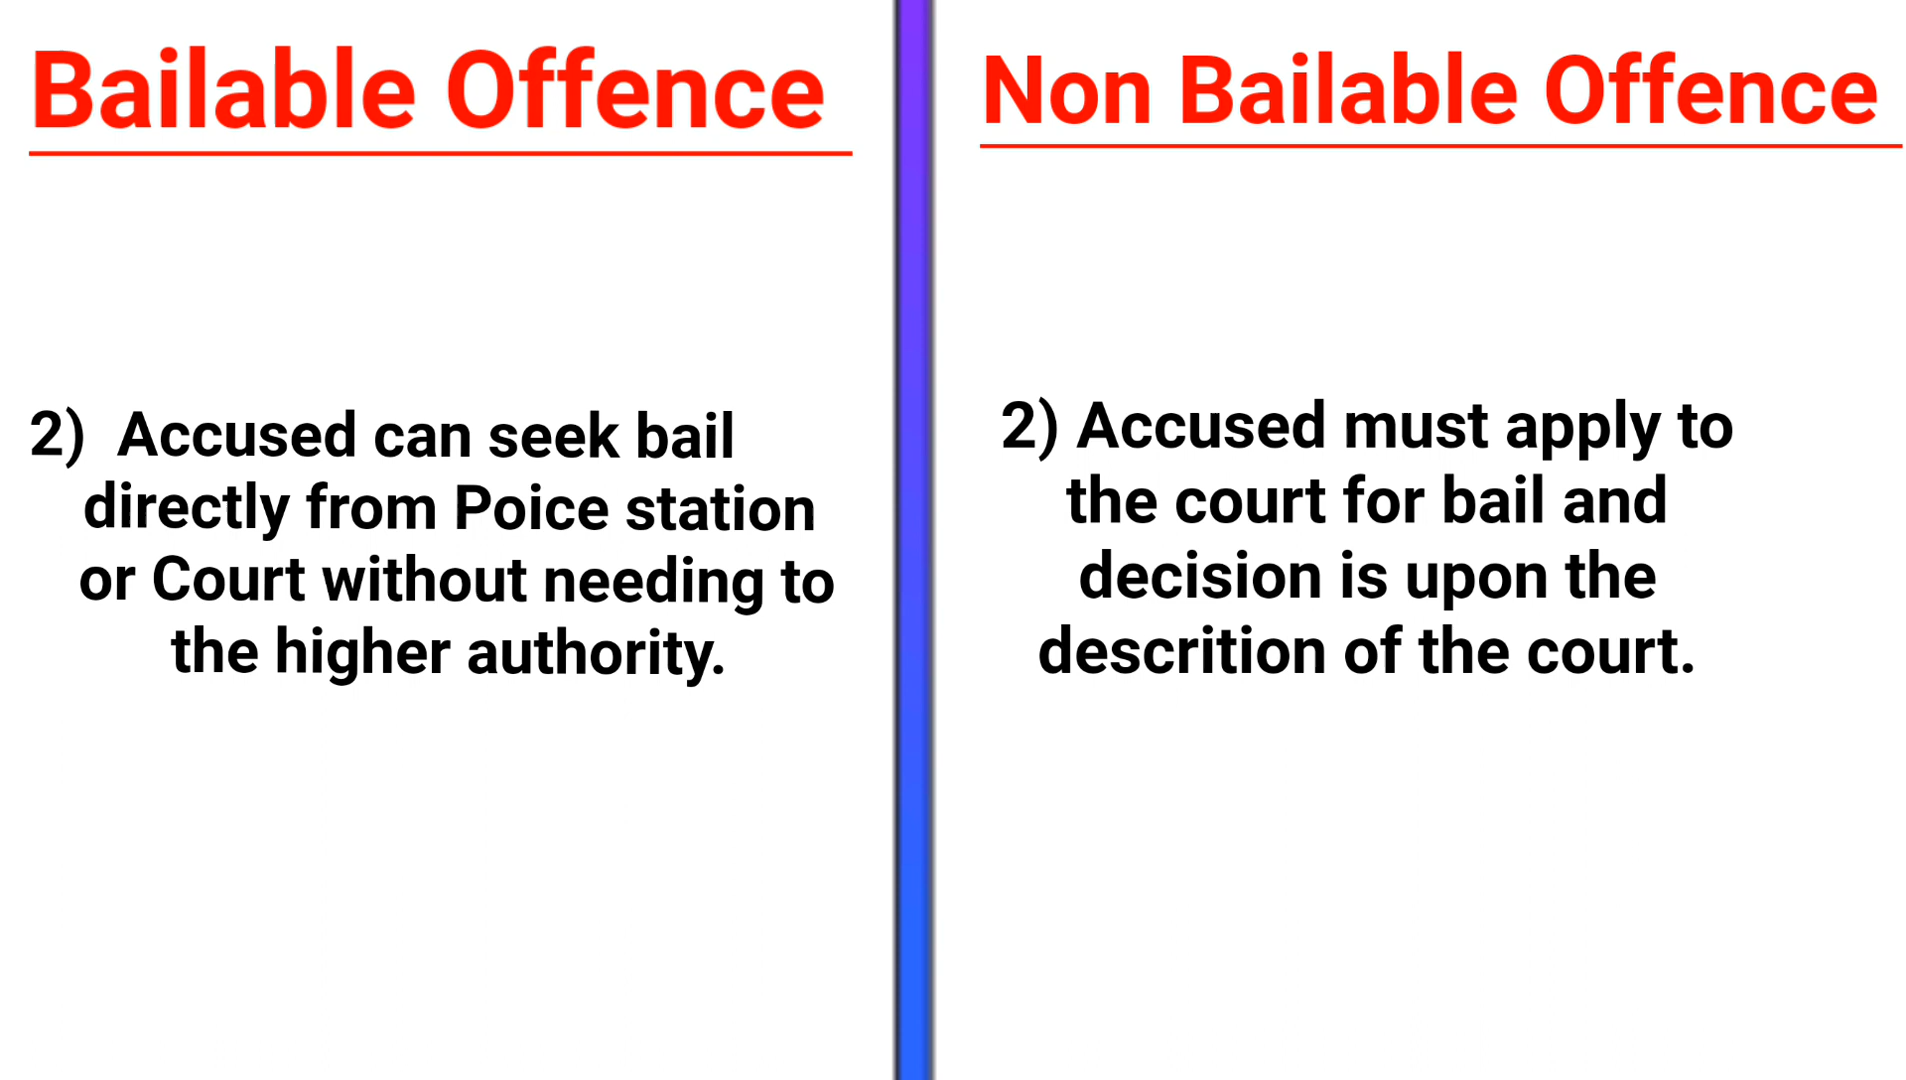 Bailable Offence
2) Accused can seek bail
directly from Poice station
or Court without needing to
the higher authority.
Non Bailable Offence
2) Accused must apply to
the court for bail and
decision is upon the
descrition of the court.